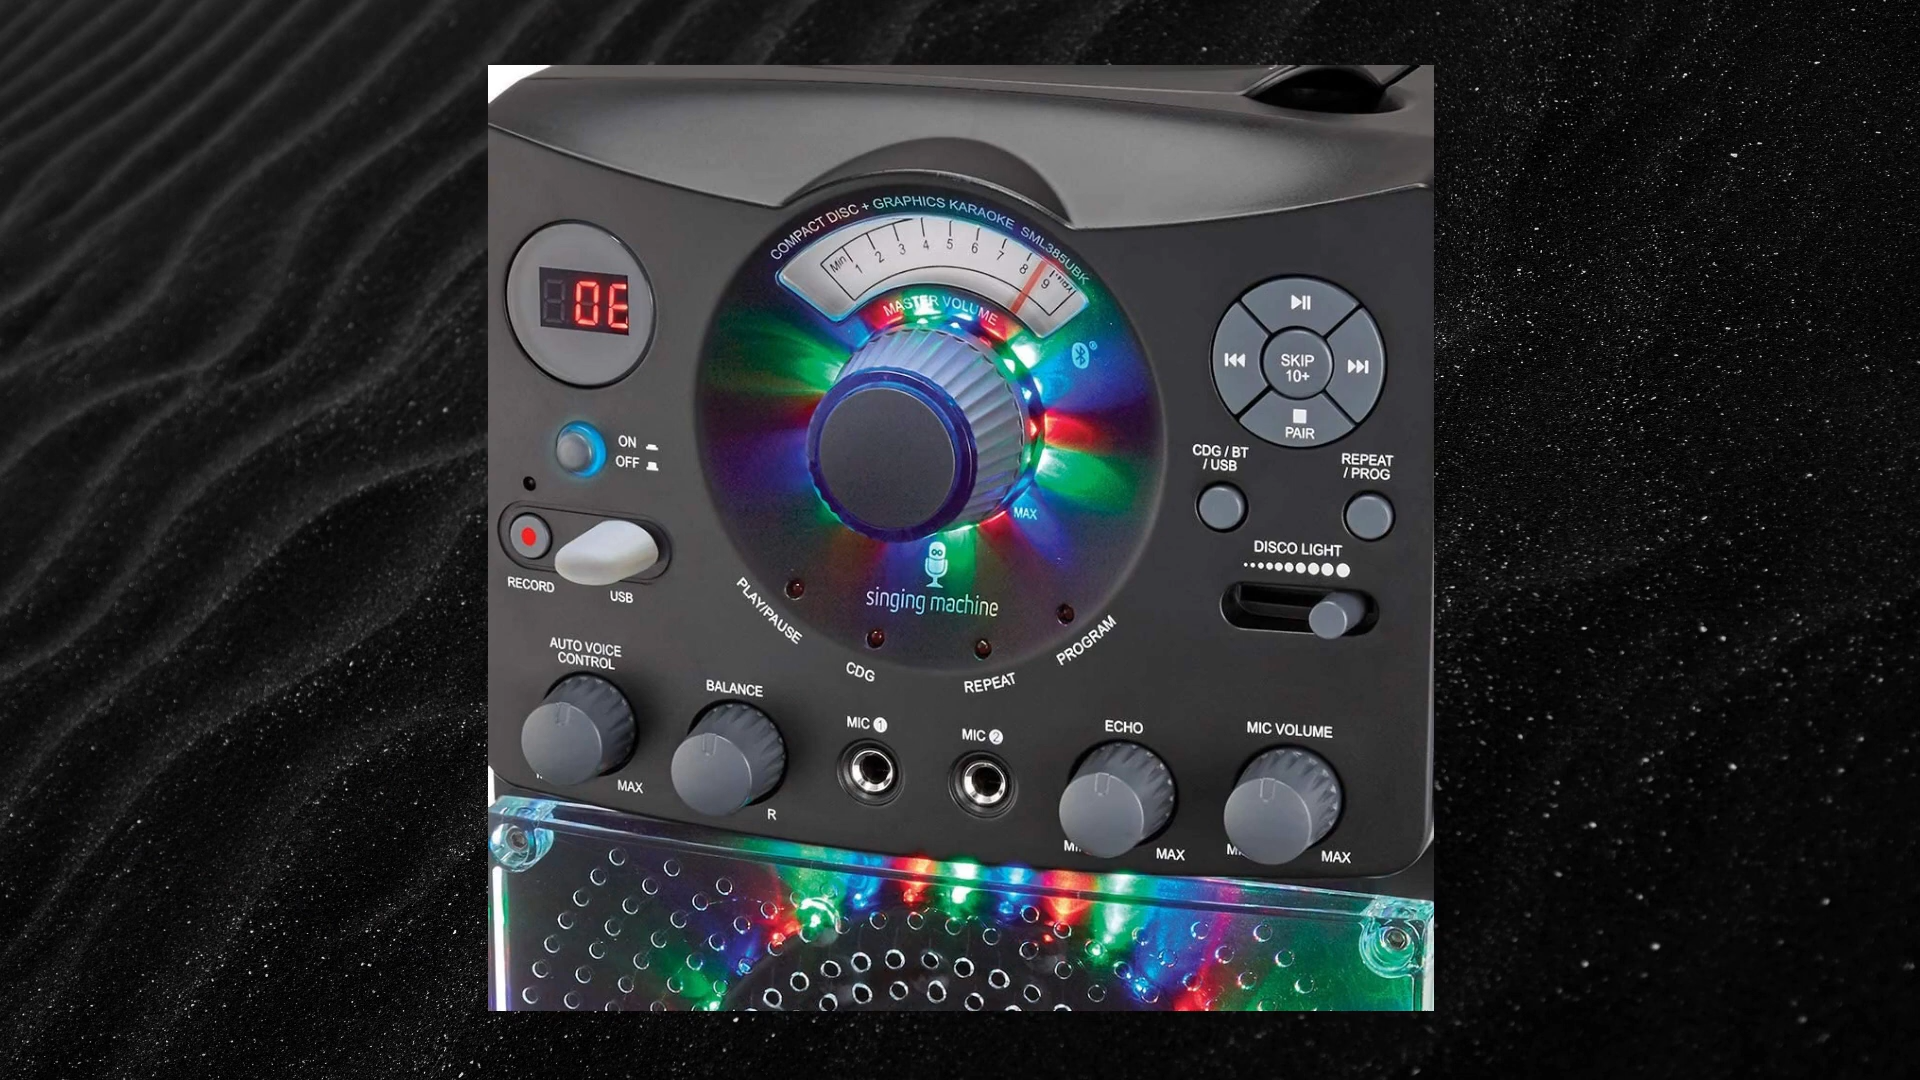 COMPACT DISC + GRAPHICS KARAOKE SML385UBK
Min 1 2 3 4 5 6 7 8 9 Max
MASTER VOLUME
MAX
singing machine
ON
OFF
RECORD
USB
SKIP
10+
PAIR
CDG / BT
/ USB
REPEAT
/ PROG
DISCO LIGHT
PLAY/PAUSE
CDG
REPEAT
PROGRAM
AUTO VOICE
CONTROL
MAX
BALANCE
R
MIC 1
MIC 2
ECHO
MAX
MIC VOLUME
MAX